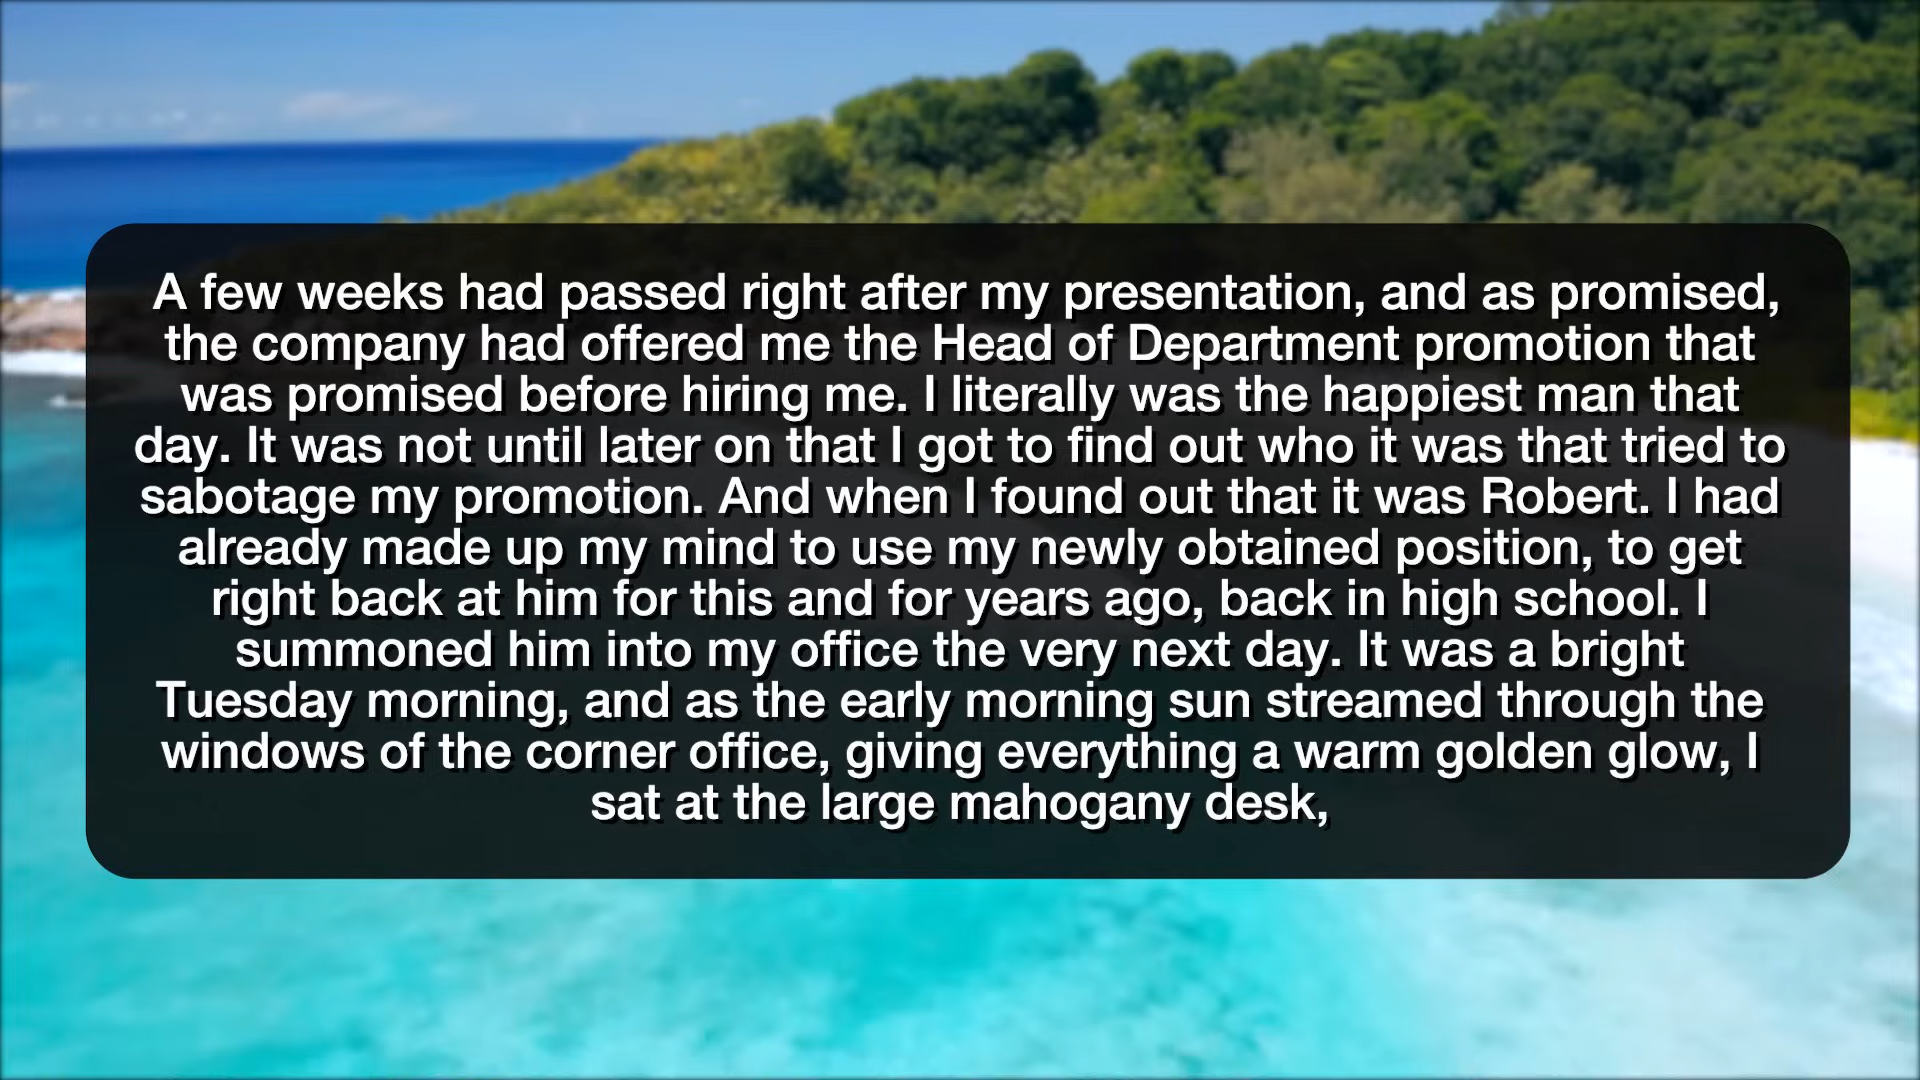 A few weeks had passed right after my presentation, and as promised,
the company had offered me the Head of Department promotion that
was promised before hiring me. I literally was the happiest man that
day. It was not until later on that I got to find out who it was that tried to
sabotage my promotion. And when I found out that it was Robert. I had
already made up my mind to use my newly obtained position, to get
right back at him for this and for years ago, back in high school. I
summoned him into my office the very next day. It was a bright
Tuesday morning, and as the early morning sun streamed through the
windows of the corner office, giving everything a warm golden glow, I
sat at the large mahogany desk,